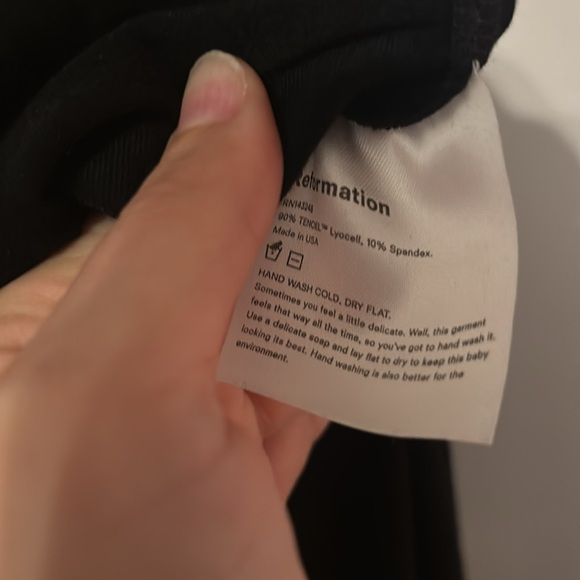 Reformation
90% TENCEL™ Lyocell, 10% Spandex.
Made in USA
HAND WASH COLD, DRY FLAT.
Sometimes you feel a little delicate. Well, this garment
feels that way all the time, so you've got to hand wash it.
Use a delicate soap and lay flat to dry to keep this baby
looking its best. Hand washing is also better for the
environment.